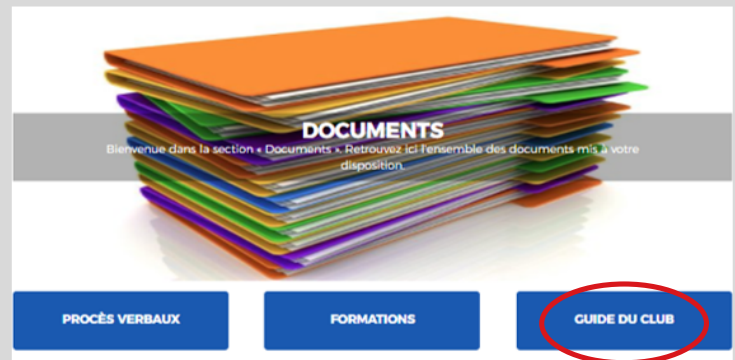 DOCUMENTS
Bienvenue dans la section « Documents ». Retrouvez ici l'ensemble des documents mis à votre
disposition.
PROCÈS VERBAUX
FORMATIONS
GUIDE DU CLUB